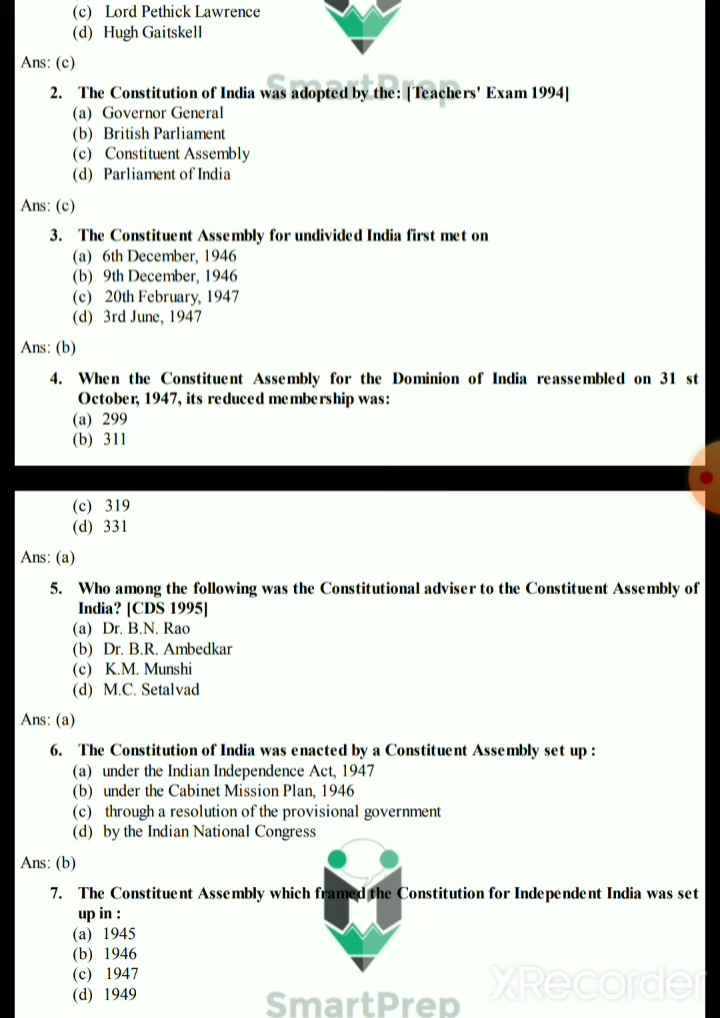 (c) Lord Pethick Lawrence
(d) Hugh Gaitskell
Ans: (c)
SmartPrep
2. The Constitution of India was adopted by the: [Teachers' Exam 1994]
(a) Governor General
(b) British Parliament
(c) Constituent Assembly
(d) Parliament of India
Ans: (c)
3. The Constituent Assembly for undivided India first met on
(a) 6th December, 1946
(b) 9th December, 1946
(c) 20th February, 1947
(d) 3rd June, 1947
Ans: (b)
4. When the Constituent Assembly for the Dominion of India reassembled on 31 st
October, 1947, its reduced membership was:
(a) 299
(b) 311
(c) 319
(d) 331
Ans: (a)
5. Who among the following was the Constitutional adviser to the Constituent Assembly of
India? [CDS 1995]
(a) Dr. B.N. Rao
(b) Dr. B.R. Ambedkar
(c) K.M. Munshi
(d) M.C. Setalvad
Ans: (a)
6. The Constitution of India was enacted by a Constituent Assembly set up :
(a) under the Indian Independence Act, 1947
(b) under the Cabinet Mission Plan, 1946
(c) through a resolution of the provisional government
(d) by the Indian National Congress
Ans: (b)
7. The Constituent Assembly which framed the Constitution for Independent India was set
up in :
(a) 1945
(b) 1946
(c) 1947
(d) 1949
XRecorder
SmartPrep